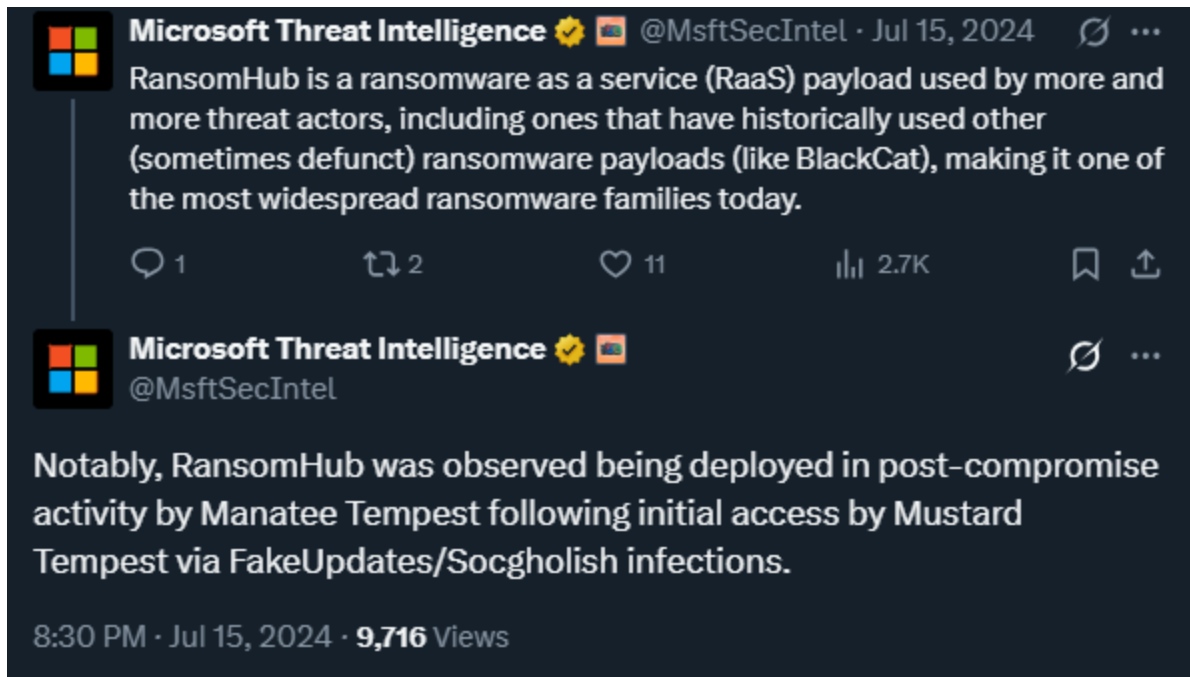 Microsoft Threat Intelligence @MsftSecIntel · Jul 15, 2024
RansomHub is a ransomware as a service (RaaS) payload used by more and
more threat actors, including ones that have historically used other
(sometimes defunct) ransomware payloads (like BlackCat), making it one of
the most widespread ransomware families today.
1 2 11 2.7K
Microsoft Threat Intelligence
@MsftSecIntel
Notably, RansomHub was observed being deployed in post-compromise
activity by Manatee Tempest following initial access by Mustard
Tempest via FakeUpdates/Socgholish infections.
8:30 PM · Jul 15, 2024 · 9,716 Views